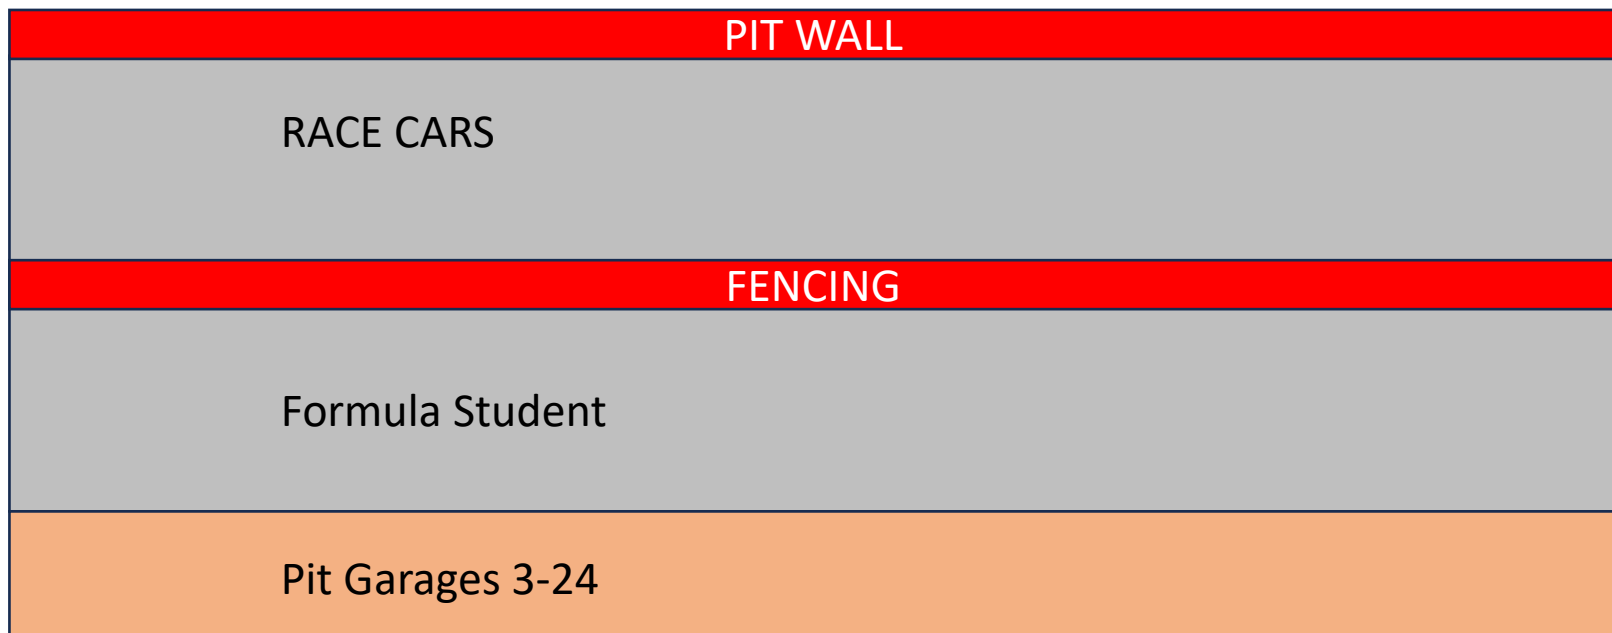 PIT WALL
RACE CARS
FENCING
Formula Student
Pit Garages 3-24